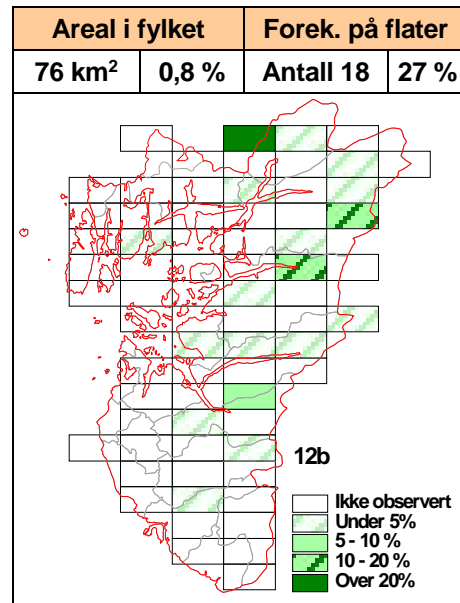 Areal i fylket Forek. på flater
76 km² 0,8 % Antall 18 27 %
12b
Ikke observert
Under 5%
5 - 10 %
10 - 20 %
Over 20%